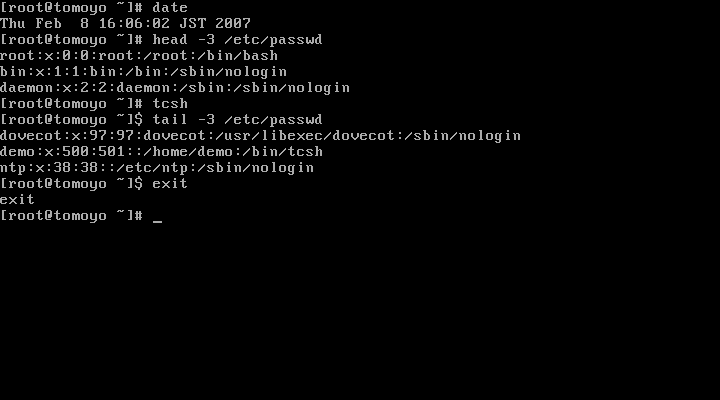 [root@tomoyo ~]# date
Thu Feb  8 16:06:02 JST 2007
[root@tomoyo ~]# head -3 /etc/passwd
root:x:0:0:root:/root:/bin/bash
bin:x:1:1:bin:/bin:/sbin/nologin
daemon:x:2:2:daemon:/sbin:/sbin/nologin
[root@tomoyo ~]# tcsh
[root@tomoyo ~]$ tail -3 /etc/passwd
dovecot:x:97:97:dovecot:/usr/libexec/dovecot:/sbin/nologin
demo:x:500:501::/home/demo:/bin/tcsh
ntp:x:38:38::/etc/ntp:/sbin/nologin
[root@tomoyo ~]$ exit
exit
[root@tomoyo ~]# _